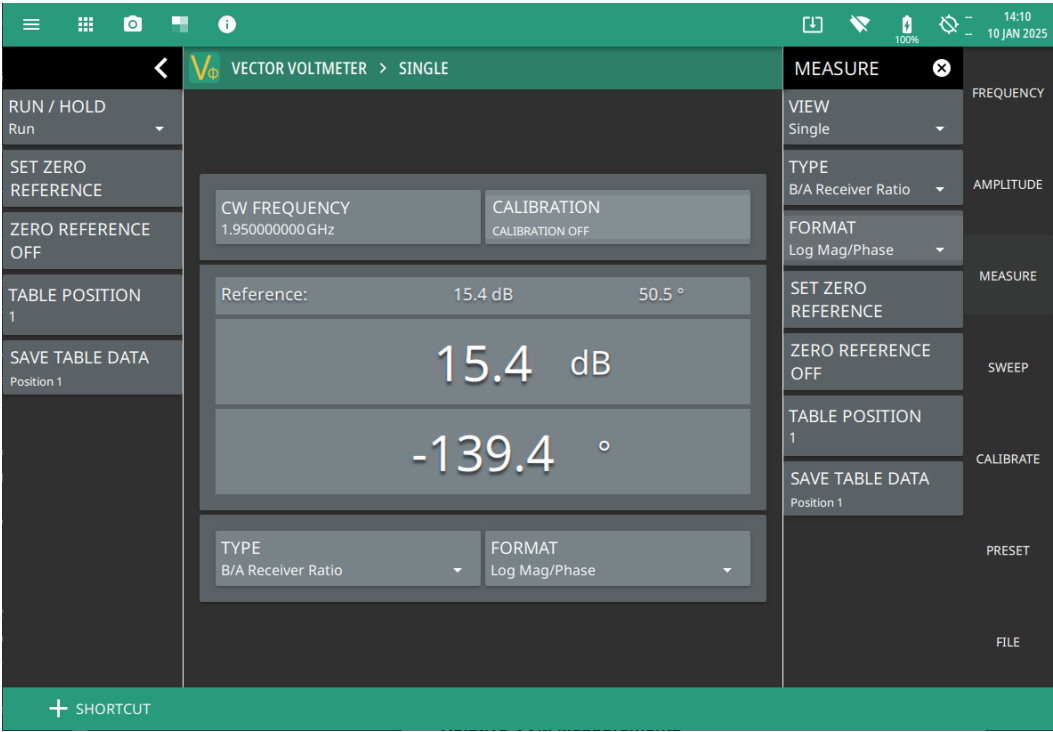 100%
--
--
14:10
10 JAN 2025
RUN / HOLD
Run
SET ZERO
REFERENCE
ZERO REFERENCE
OFF
TABLE POSITION
1
SAVE TABLE DATA
Position 1
VΦ
VECTOR VOLTMETER > SINGLE
CW FREQUENCY
1.950000000 GHz
CALIBRATION
CALIBRATION OFF
Reference: 15.4 dB 50.5 °
15.4 dB
-139.4 °
TYPE
B/A Receiver Ratio
FORMAT
Log Mag/Phase
MEASURE
VIEW
Single
TYPE
B/A Receiver Ratio
FORMAT
Log Mag/Phase
SET ZERO
REFERENCE
ZERO REFERENCE
OFF
TABLE POSITION
1
SAVE TABLE DATA
Position 1
FREQUENCY
AMPLITUDE
MEASURE
SWEEP
CALIBRATE
PRESET
FILE
+ SHORTCUT